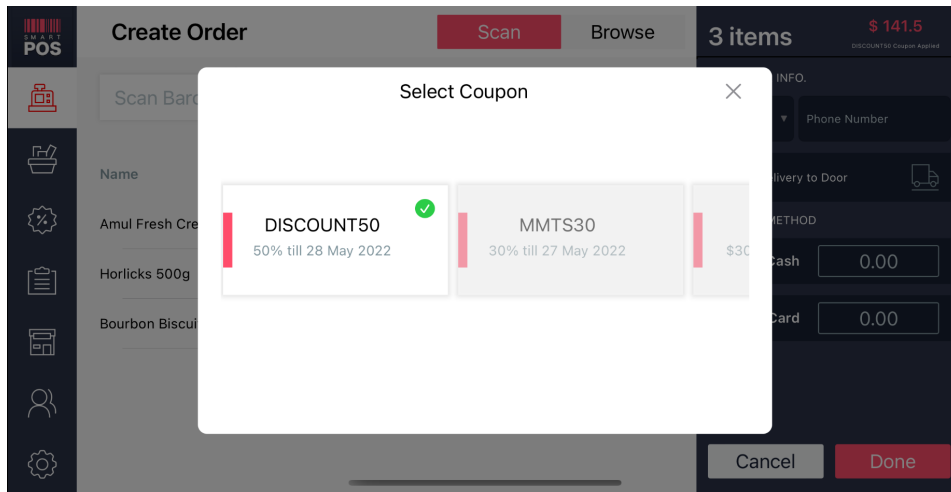 SMART
POS
Create Order
Scan
Browse
3 items
$ 141.5
DISCOUNT50 Coupon Applied
Scan Barc
Select Coupon
INFO.
Phone Number
Name
livery to Door
Amul Fresh Cre
DISCOUNT50
50% till 28 May 2022
MMTS30
30% till 27 May 2022
$30
METHOD
Cash
0.00
Horlicks 500g
Bourbon Biscui
Card
0.00
Cancel
Done